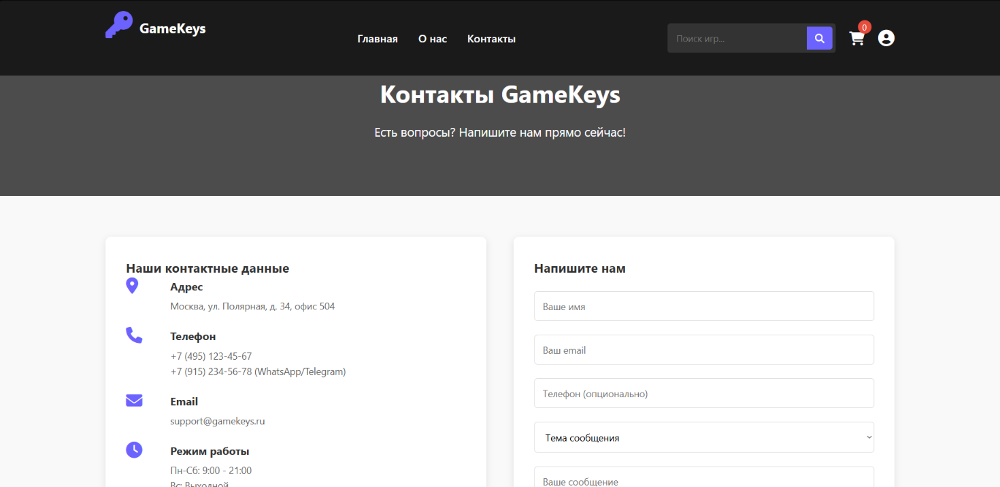 GameKeys
Главная
О нас
Контакты
Поиск игр...
0
Контакты GameKeys
Есть вопросы? Напишите нам прямо сейчас!
Наши контактные данные
Адрес
Москва, ул. Полярная, д. 34, офис 504
Телефон
+7 (495) 123-45-67
+7 (915) 234-56-78 (WhatsApp/Telegram)
Email
support@gamekeys.ru
Режим работы
Пн-Сб: 9:00 - 21:00
Вс: Выходной
Напишите нам
Ваше имя
Ваш email
Телефон (опционально)
Тема сообщения
Ваше сообщение